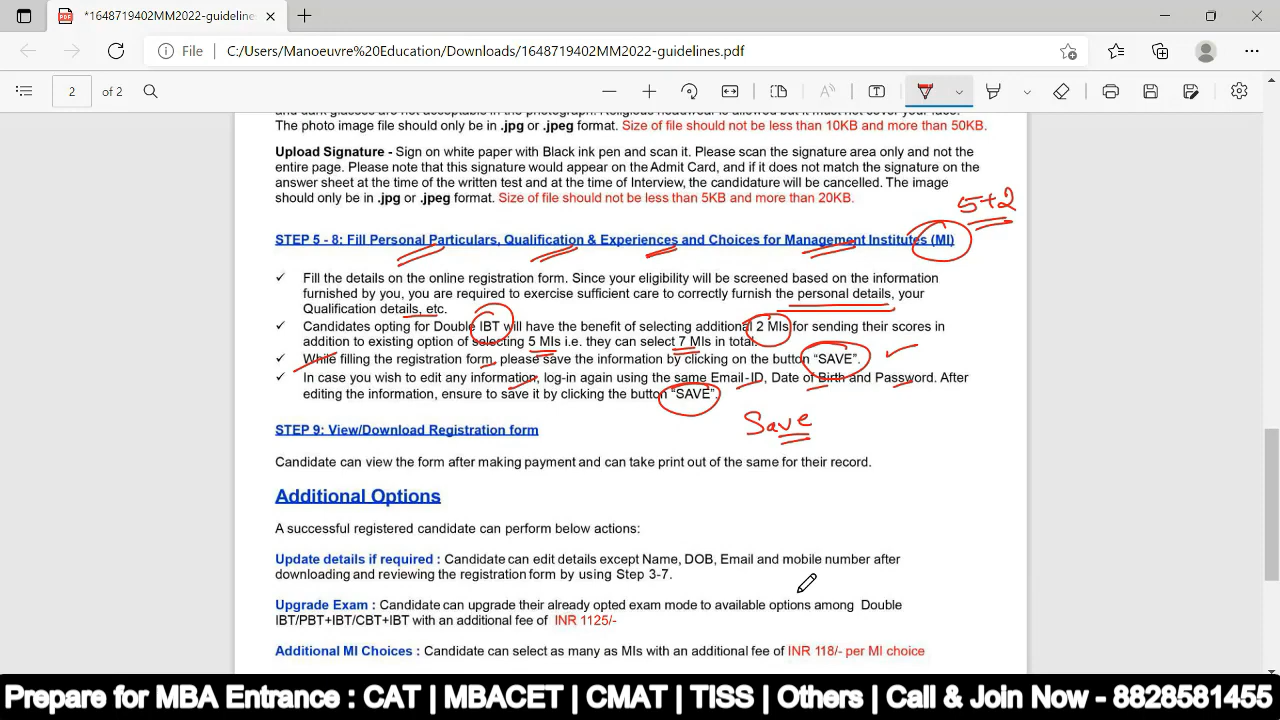 *1648719402MM2022-guideline
File
C:/Users/Manoeuvre%20Education/Downloads/1648719402MM2022-guidelines.pdf
2 of 2
The photo image file should only be in .jpg or .jpeg format. Size of file should not be less than 10KB and more than 50KB.
Upload Signature - Sign on white paper with Black ink pen and scan it. Please scan the signature area only and not the
entire page. Please note that this signature would appear on the Admit Card, and if it does not match the signature on the
answer sheet at the time of the written test and at the time of Interview, the candidature will be cancelled. The image
should only be in .jpg or .jpeg format. Size of file should not be less than 5KB and more than 20KB.
5+2
STEP 5 - 8: Fill Personal Particulars, Qualification & Experiences and Choices for Management Institutes (MI)
Fill the details on the online registration form. Since your eligibility will be screened based on the information
furnished by you, you are required to exercise sufficient care to correctly furnish the personal details, your
Qualification details, etc.
Candidates opting for Double IBT will have the benefit of selecting additional 2 MIs for sending their scores in
addition to existing option of selecting 5 MIs i.e. they can select 7 MIs in total.
While filling the registration form, please save the information by clicking on the button “SAVE”.
In case you wish to edit any information, log-in again using the same Email-ID, Date of Birth and Password. After
editing the information, ensure to save it by clicking the button “SAVE”.
Save
STEP 9: View/Download Registration form
Candidate can view the form after making payment and can take print out of the same for their record.
Additional Options
A successful registered candidate can perform below actions:
Update details if required : Candidate can edit details except Name, DOB, Email and mobile number after
downloading and reviewing the registration form by using Step 3-7.
Upgrade Exam : Candidate can upgrade their already opted exam mode to available options among Double
IBT/PBT+IBT/CBT+IBT with an additional fee of INR 1125/-
Additional MI Choices : Candidate can select as many as MIs with an additional fee of INR 118/- per MI choice
Prepare for MBA Entrance : CAT | MBACET | CMAT | TISS | Others | Call & Join Now - 8828581455